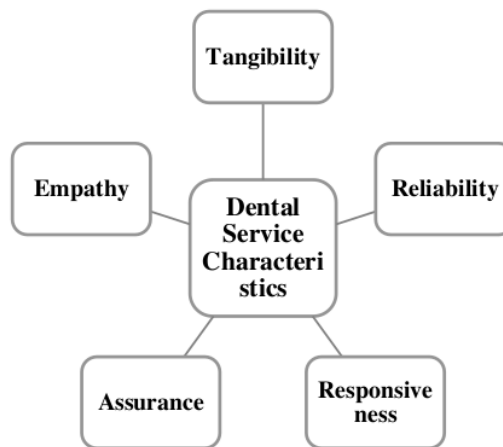 Tangibility
Empathy
Reliability
Dental
Service
Characteri
stics
Assurance
Responsive
ness